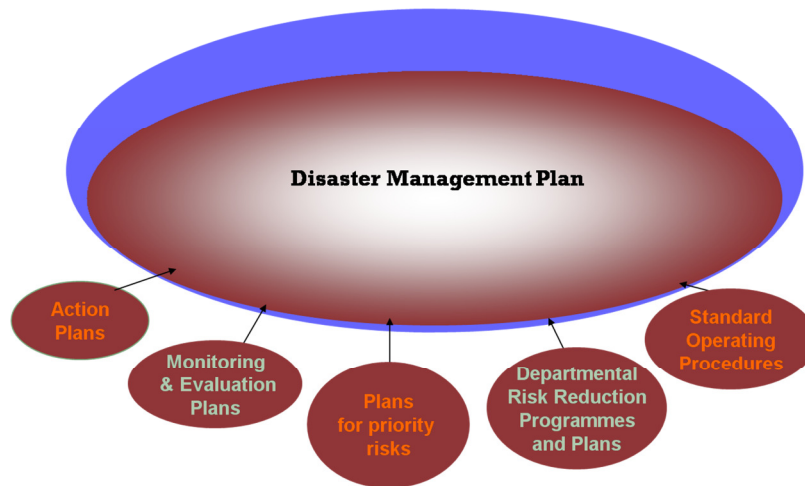 Disaster Management Plan
Action
Plans
Monitoring
& Evaluation
Plans
Plans
for priority
risks
Departmental
Risk Reduction
Programmes
and Plans
Standard
Operating
Procedures